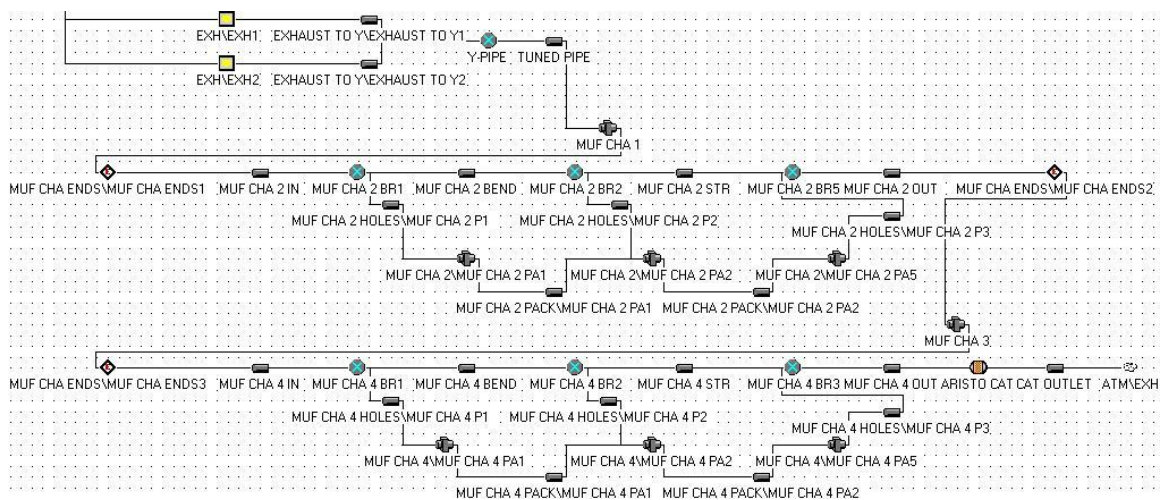 EXH\EXH1 EXHAUST TO Y\EXHAUST TO Y1
Y-PIPE TUNED PIPE
EXH\EXH2 EXHAUST TO Y\EXHAUST TO Y2
MUF CHA 1
MUF CHA ENDS\MUF CHA ENDS1 MUF CHA 2 IN MUF CHA 2 BR1 MUF CHA 2 BEND MUF CHA 2 BR2 MUF CHA 2 STR MUF CHA 2 BR5 MUF CHA 2 OUT MUF CHA ENDS\MUF CHA ENDS2
MUF CHA 2 HOLES\MUF CHA 2 P1 MUF CHA 2 HOLES\MUF CHA 2 P2
MUF CHA 2 HOLES\MUF CHA 2 P3
MUF CHA 2\MUF CHA 2 PA1 MUF CHA 2\MUF CHA 2 PA2 MUF CHA 2\MUF CHA 2 PA5
MUF CHA 2 PACK\MUF CHA 2 PA1 MUF CHA 2 PACK\MUF CHA 2 PA2
MUF CHA 3
MUF CHA ENDS\MUF CHA ENDS3 MUF CHA 4 IN MUF CHA 4 BR1 MUF CHA 4 BEND MUF CHA 4 BR2 MUF CHA 4 STR MUF CHA 4 BR3 MUF CHA 4 OUT ARISTO CAT CAT OUTLET ATM\EXH
MUF CHA 4 HOLES\MUF CHA 4 P1 MUF CHA 4 HOLES\MUF CHA 4 P2
MUF CHA 4 HOLES\MUF CHA 4 P3
MUF CHA 4\MUF CHA 4 PA1 MUF CHA 4\MUF CHA 4 PA2 MUF CHA 4\MUF CHA 4 PA5
MUF CHA 4 PACK\MUF CHA 4 PA1 MUF CHA 4 PACK\MUF CHA 4 PA2